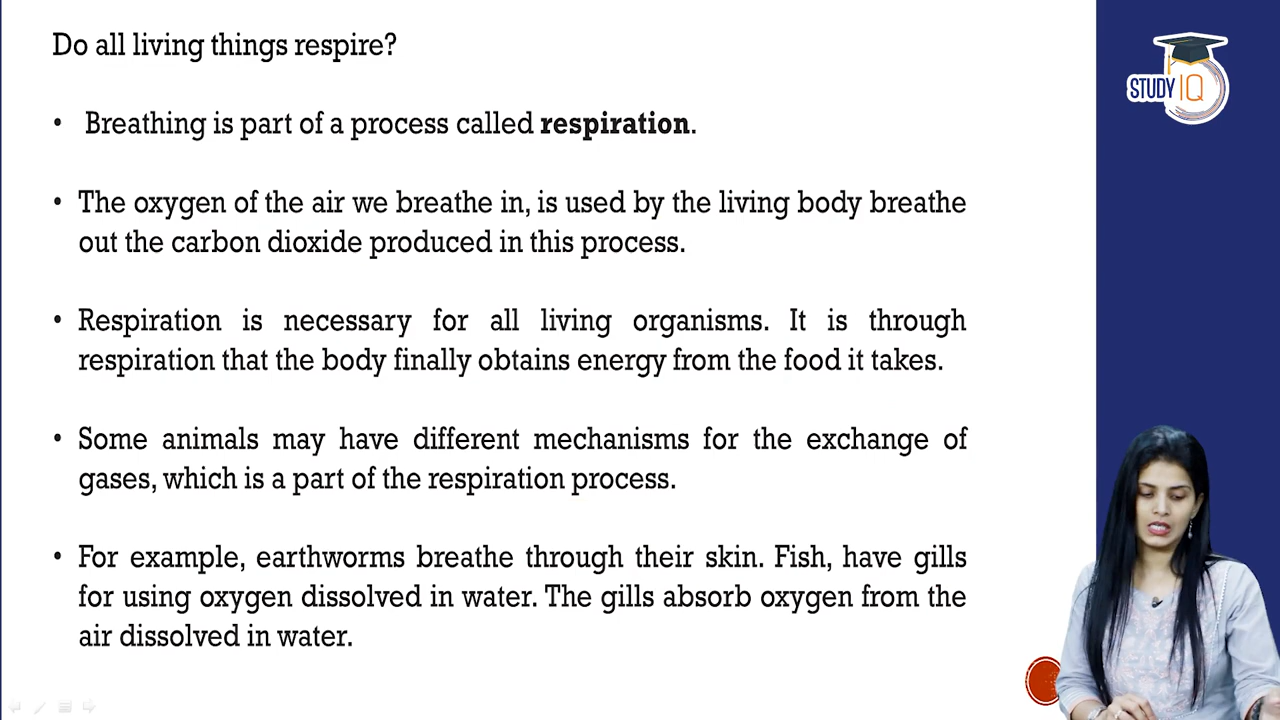 Do all living things respire?
• Breathing is part of a process called respiration.
• The oxygen of the air we breathe in, is used by the living body breathe
out the carbon dioxide produced in this process.
• Respiration is necessary for all living organisms. It is through
respiration that the body finally obtains energy from the food it takes.
• Some animals may have different mechanisms for the exchange of
gases, which is a part of the respiration process.
• For example, earthworms breathe through their skin. Fish, have gills
for using oxygen dissolved in water. The gills absorb oxygen from the
air dissolved in water.
STUDY IQ